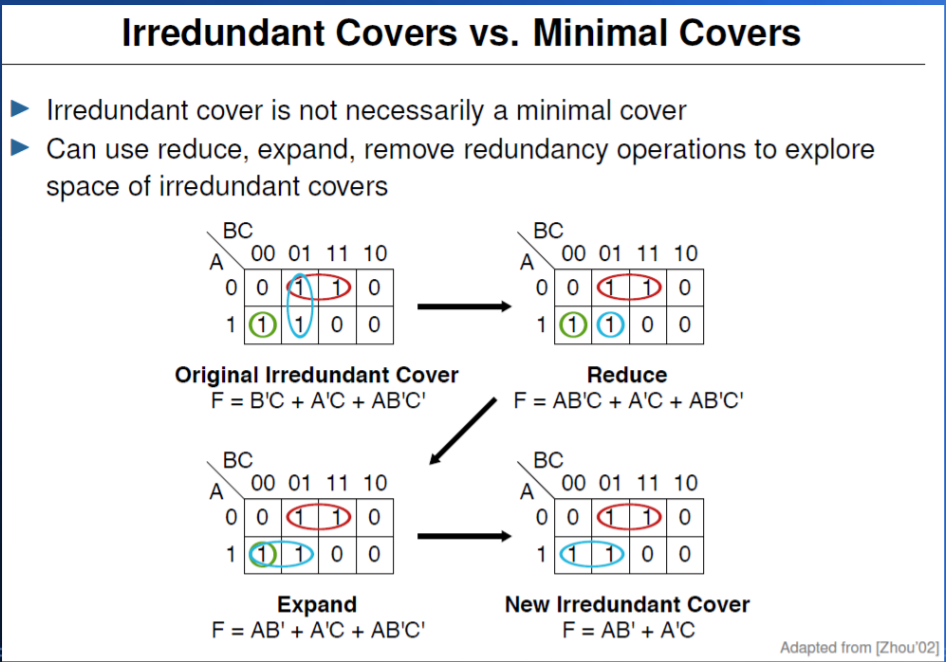 Irredundant Covers vs. Minimal Covers
Irredundant cover is not necessarily a minimal cover
Can use reduce, expand, remove redundancy operations to explore
space of irredundant covers
BC
A
00 01 11 10
0 0 1 1 0
1 1 1 0 0
Original Irredundant Cover
F = B'C + A'C + AB'C'
BC
A
00 01 11 10
0 0 1 1 0
1 1 1 0 0
Reduce
F = AB'C + A'C + AB'C'
BC
A
00 01 11 10
0 0 1 1 0
1 1 1 0 0
Expand
F = AB' + A'C + AB'C'
BC
A
00 01 11 10
0 0 1 1 0
1 1 1 0 0
New Irredundant Cover
F = AB' + A'C
Adapted from [Zhou'02]